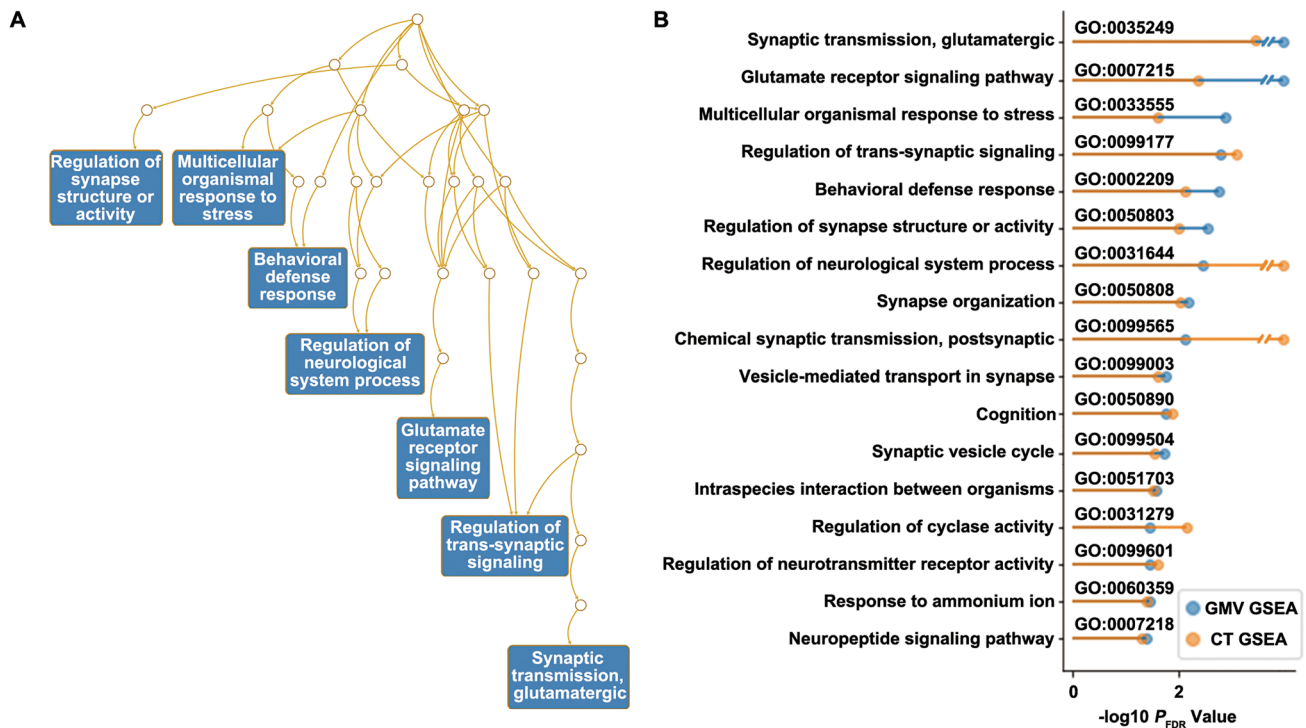 A
Regulation of
synapse
structure or
activity
Multicellular
organismal
response to
stress
Behavioral
defense
response
Regulation of
neurological
system process
Glutamate
receptor
signaling
pathway
Regulation of
trans-synaptic
signaling
Synaptic
transmission,
glutamatergic
B
Synaptic transmission, glutamatergic GO:0035249
Glutamate receptor signaling pathway GO:0007215
Multicellular organismal response to stress GO:0033555
Regulation of trans-synaptic signaling GO:0099177
Behavioral defense response GO:0002209
Regulation of synapse structure or activity GO:0050803
Regulation of neurological system process GO:0031644
Synapse organization GO:0050808
Chemical synaptic transmission, postsynaptic GO:0099565
Vesicle-mediated transport in synapse GO:0099003
Cognition GO:0050890
Synaptic vesicle cycle GO:0099504
Intraspecies interaction between organisms GO:0051703
Regulation of cyclase activity GO:0031279
Regulation of neurotransmitter receptor activity GO:0099601
Response to ammonium ion GO:0060359
Neuropeptide signaling pathway GO:0007218
GMV GSEA
CT GSEA
0 2
-log10 PFDR Value